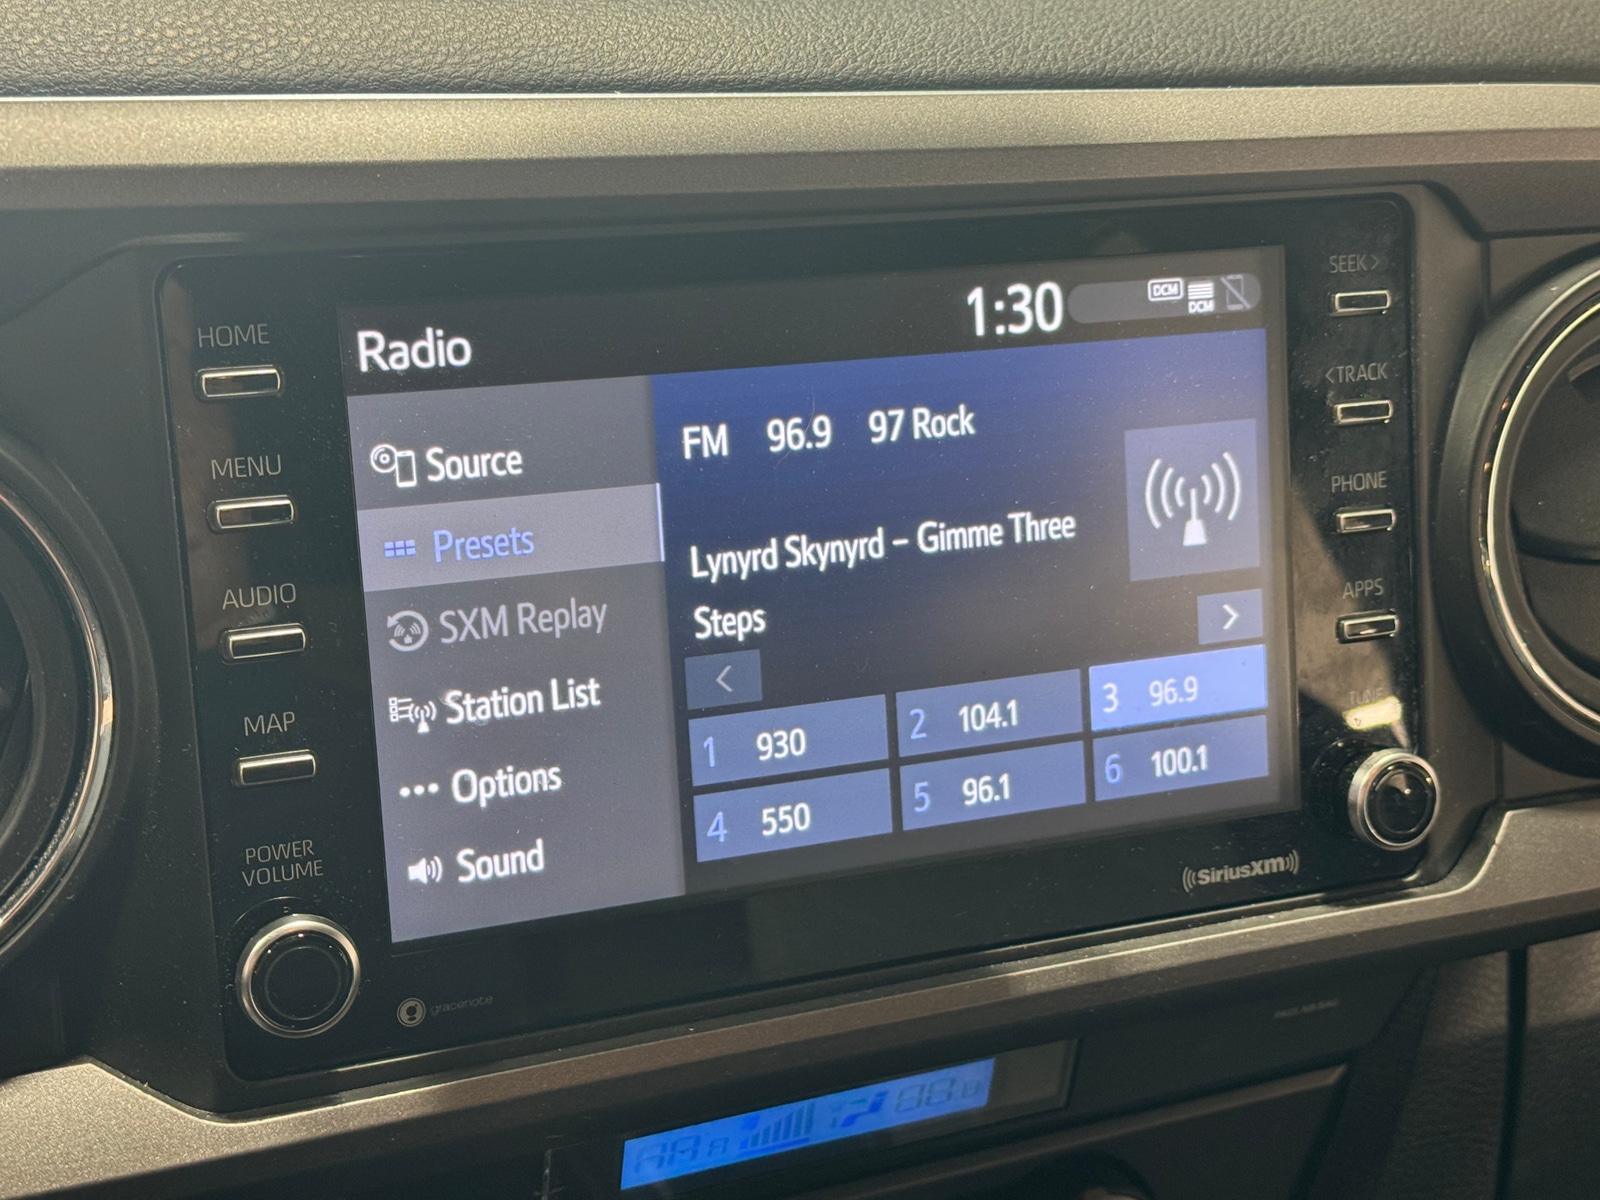 HOME
MENU
AUDIO
MAP
POWER
VOLUME
Radio
1:30
DCM
DCM
Source
Presets
SXM Replay
Station List
Options
Sound
FM 96.9 97 Rock
Lynyrd Skynyrd – Gimme Three
Steps
<
>
1 930
2 104.1
3 96.9
4 550
5 96.1
6 100.1
SEEK>
<TRACK
PHONE
APPS
TUNE
SiriusXM
gracenote